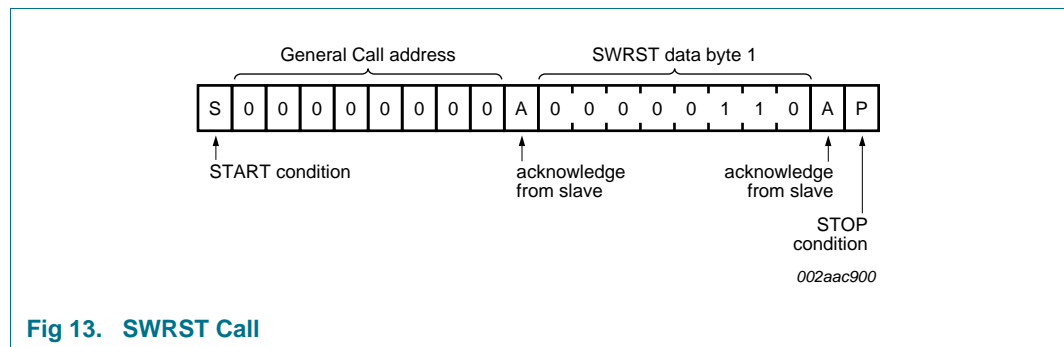 General Call address SWRST data byte 1
S 0 0 0 0 0 0 0 0 A 0 0 0 0 0 1 1 0 A P
START condition acknowledge acknowledge
from slave from slave
STOP
condition
002aac900
Fig 13. SWRST Call